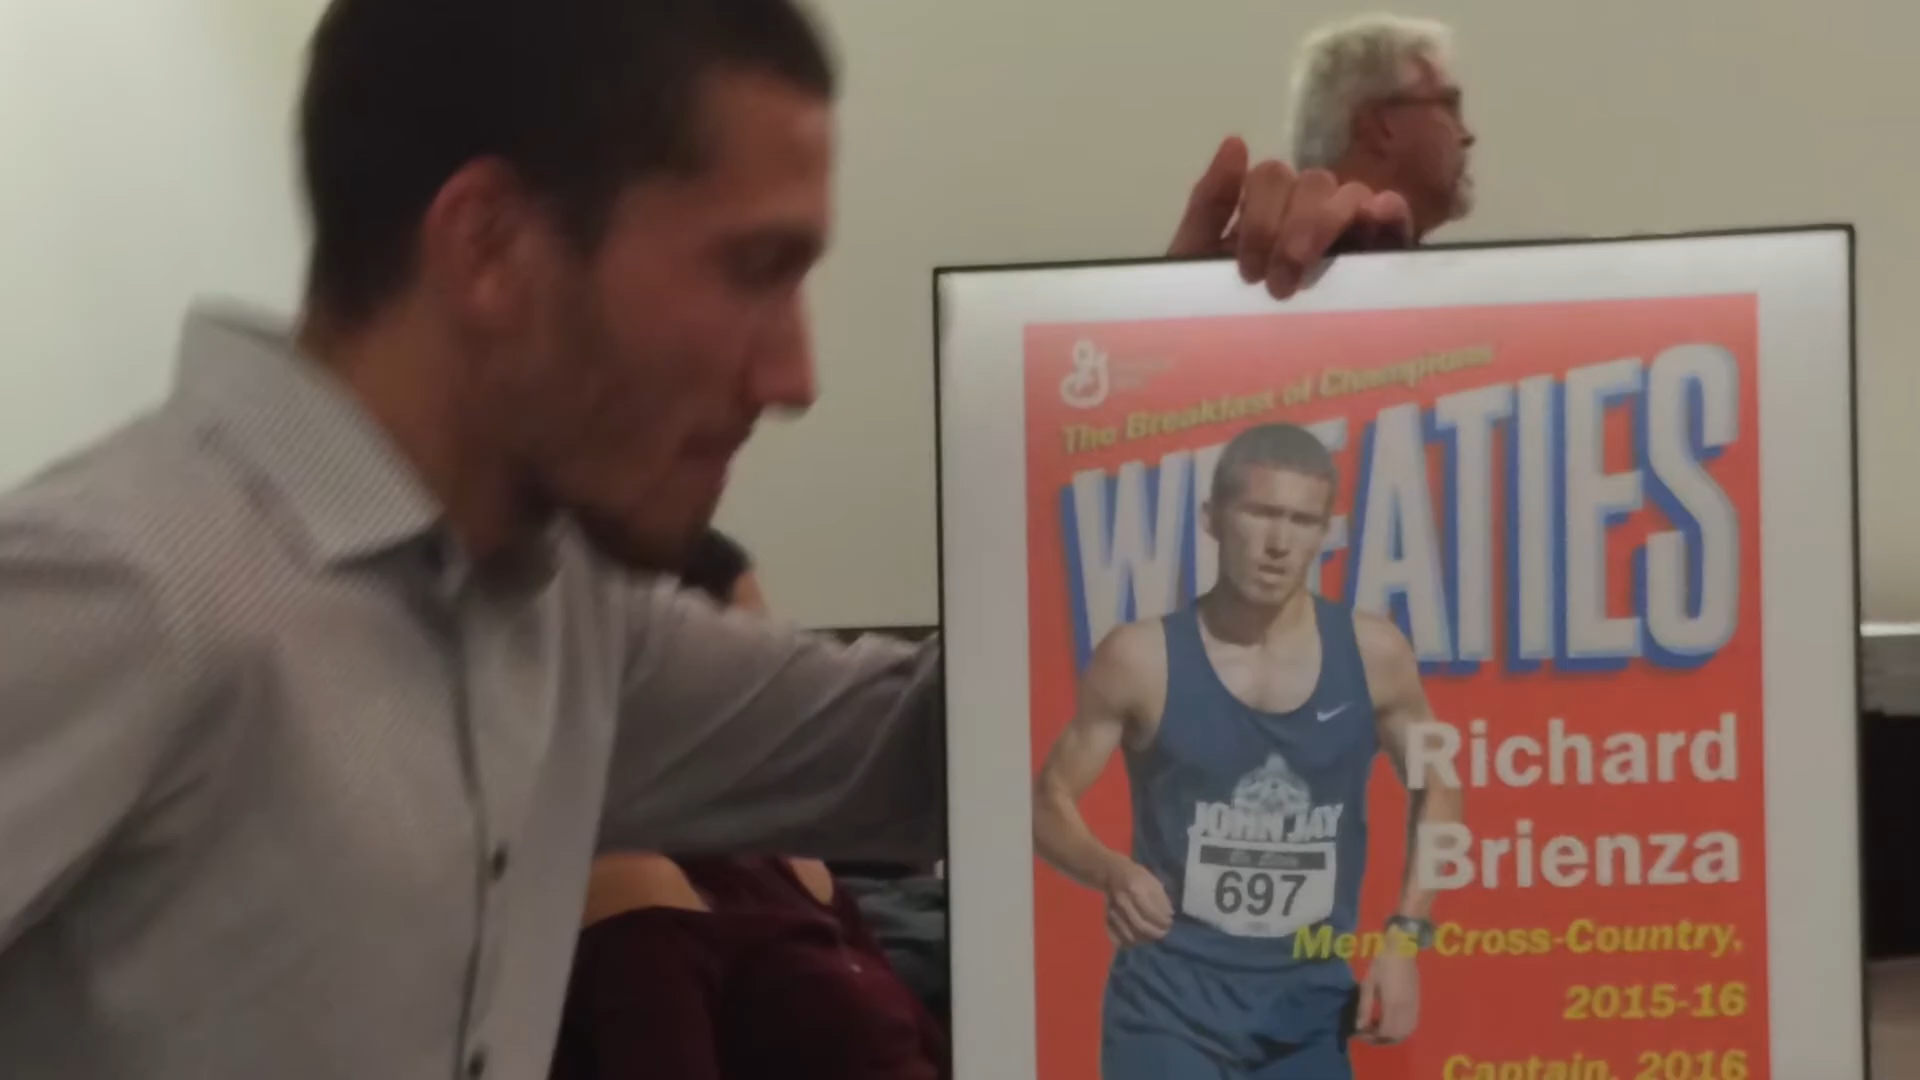 The Breakfast of Champions
WHEATIES
Richard
Brienza
JOHN JAY
697
Men's Cross-Country,
2015-16
Captain, 2016